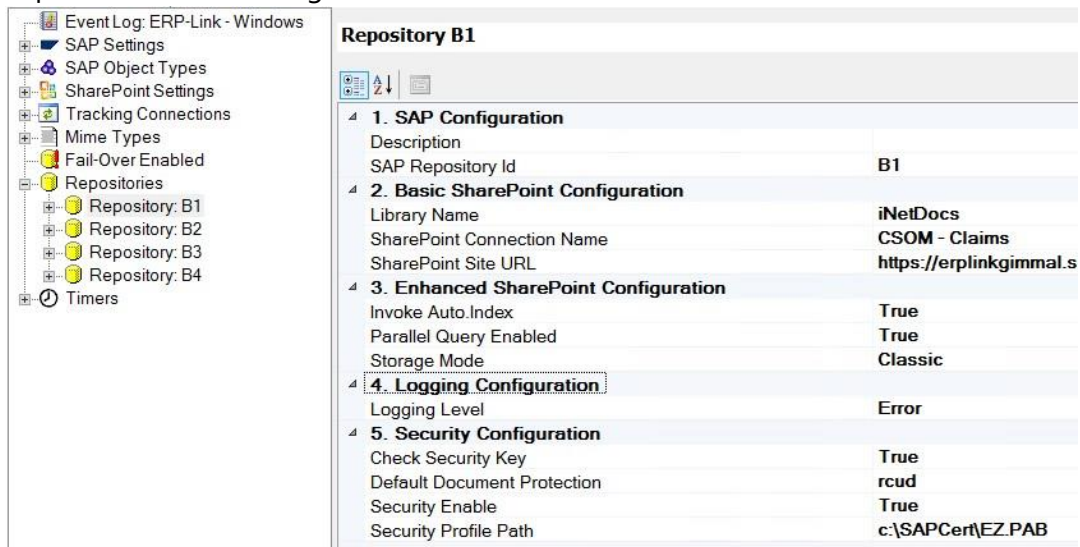 Event Log: ERP-Link - Windows
SAP Settings
SAP Object Types
SharePoint Settings
Tracking Connections
Mime Types
Fail-Over Enabled
Repositories
Repository: B1
Repository: B2
Repository: B3
Repository: B4
Timers
Repository B1
1. SAP Configuration
Description
SAP Repository Id B1
2. Basic SharePoint Configuration
Library Name iNetDocs
SharePoint Connection Name CSOM - Claims
SharePoint Site URL https://erplinkgimmal.s
3. Enhanced SharePoint Configuration
Invoke Auto.Index True
Parallel Query Enabled True
Storage Mode Classic
4. Logging Configuration
Logging Level Error
5. Security Configuration
Check Security Key True
Default Document Protection rcud
Security Enable True
Security Profile Path c:\SAPCert\EZ.PAB